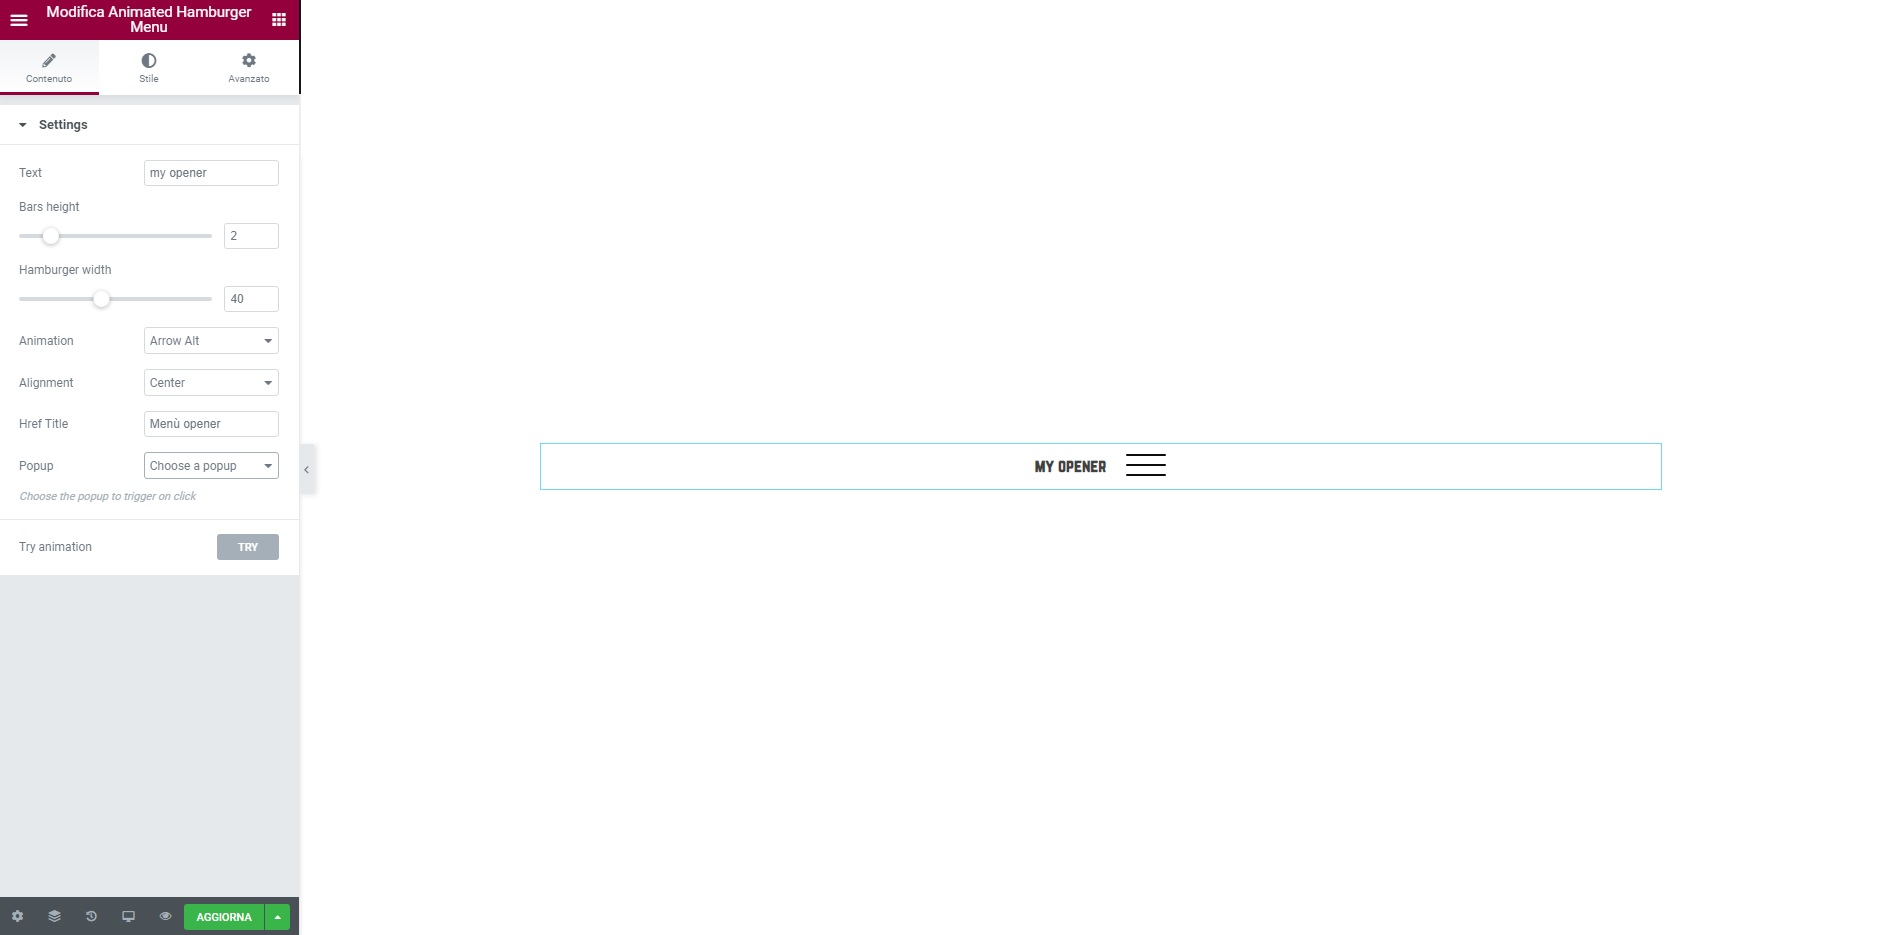 Modifica Animated Hamburger
Menu
Contenuto
Stile
Avanzato
Settings
Text
my opener
Bars height
2
Hamburger width
40
Animation
Arrow Alt
Alignment
Center
Href Title
Menù opener
Popup
Choose a popup
Choose the popup to trigger on click
Try animation
TRY
AGGIORNA
MY OPENER